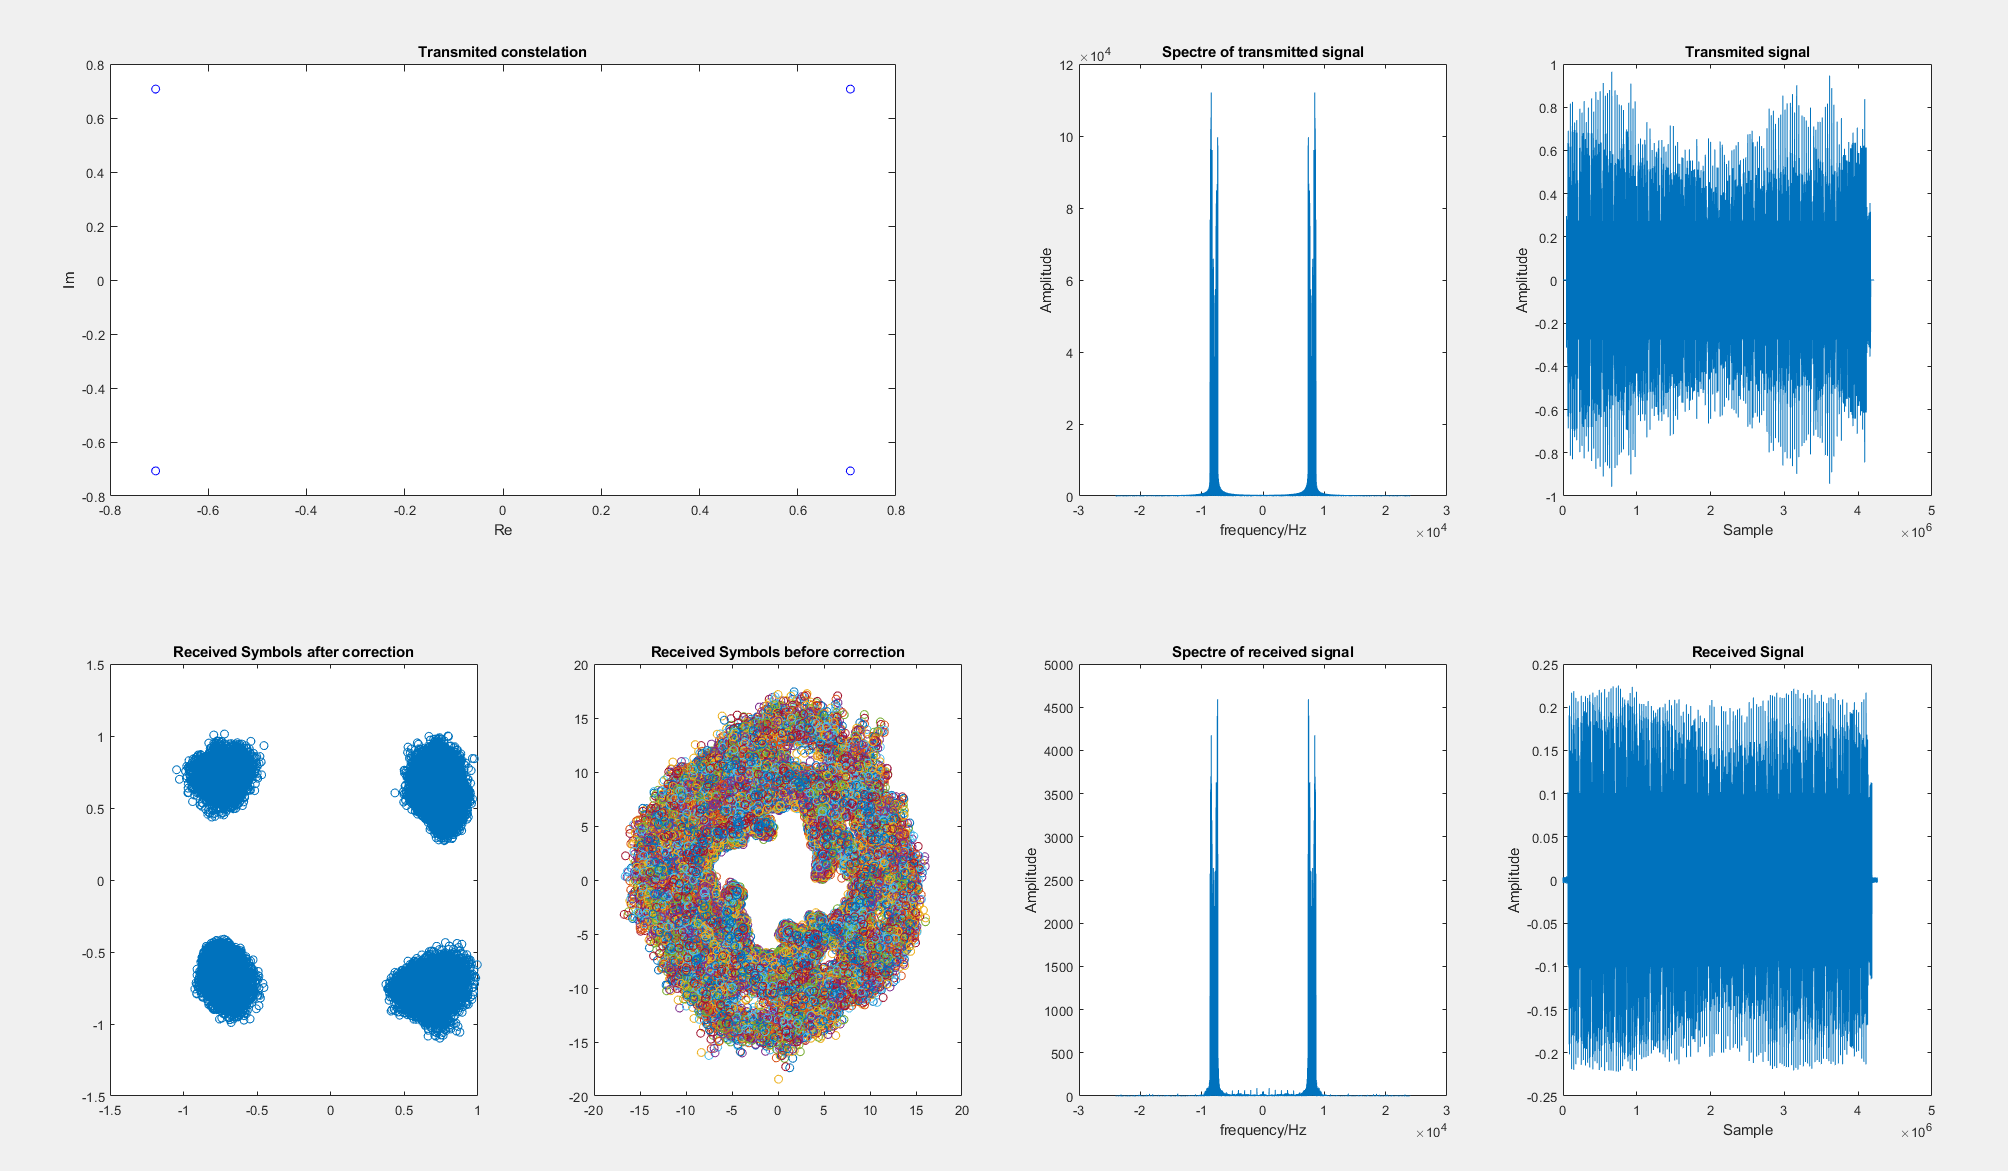 Transmited constelation
0.8
0.6
0.4
0.2
0
-0.2
-0.4
-0.6
-0.8
Im
-0.8 -0.6 -0.4 -0.2 0 0.2 0.4 0.6 0.8
Re
Spectre of transmitted signal
×10^4
12
10
8
6
4
2
0
Amplitude
-3 -2 -1 0 1 2 3
frequency/Hz
×10^4
Transmited signal
1
0.8
0.6
0.4
0.2
0
-0.2
-0.4
-0.6
-0.8
-1
Amplitude
0 1 2 3 4 5
Sample
×10^6
Received Symbols after correction
1.5
1
0.5
0
-0.5
-1
-1.5
-1.5 -1 -0.5 0 0.5 1
Received Symbols before correction
20
15
10
5
0
-5
-10
-15
-20
-20 -15 -10 -5 0 5 10 15 20
Spectre of received signal
5000
4500
4000
3500
3000
2500
2000
1500
1000
500
0
Amplitude
-3 -2 -1 0 1 2 3
frequency/Hz
×10^4
Received Signal
0.25
0.2
0.15
0.1
0.05
0
-0.05
-0.1
-0.15
-0.2
-0.25
Amplitude
0 1 2 3 4 5
Sample
×10^6